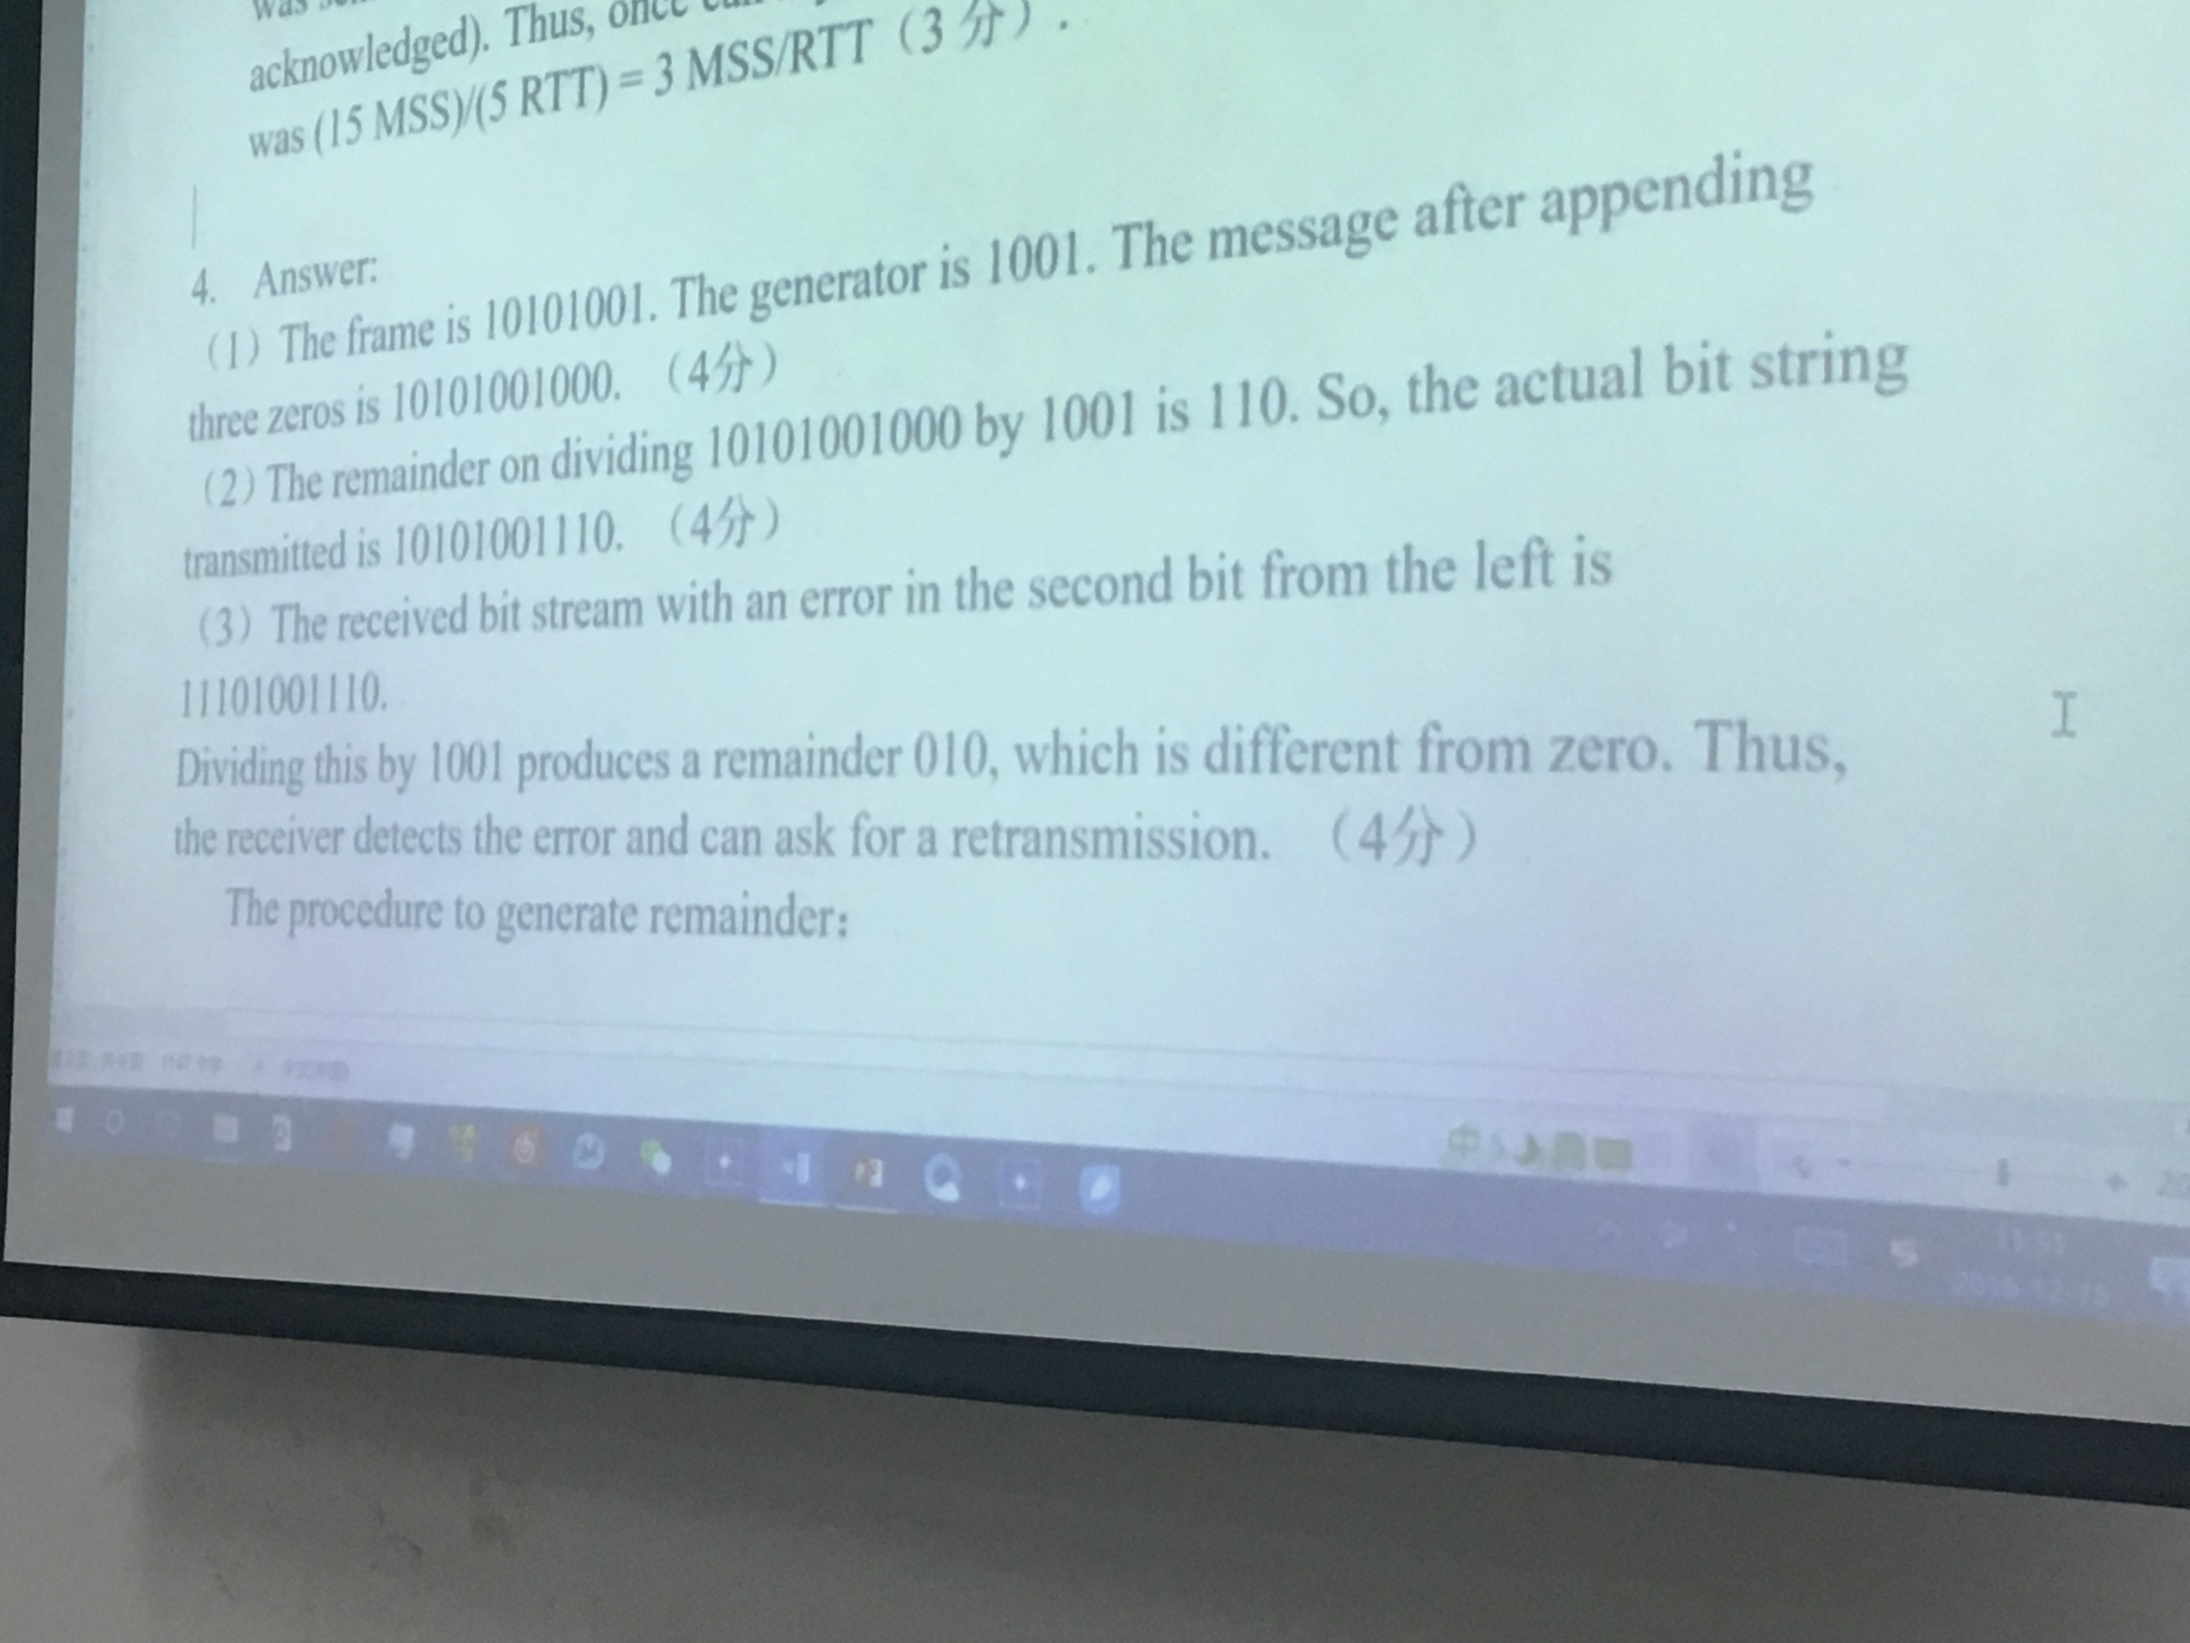 was
acknowledged). Thus, once
was (15 MSS)/(5 RTT) = 3 MSS/RTT（3 分）.
4. Answer:
（1）The frame is 10101001. The generator is 1001. The message after appending
three zeros is 10101001000. （4分）
（2）The remainder on dividing 10101001000 by 1001 is 110. So, the actual bit string
transmitted is 10101001110. （4分）
（3）The received bit stream with an error in the second bit from the left is
11101001110.
Dividing this by 1001 produces a remainder 010, which is different from zero. Thus,
the receiver detects the error and can ask for a retransmission. （4分）
The procedure to generate remainder:
中